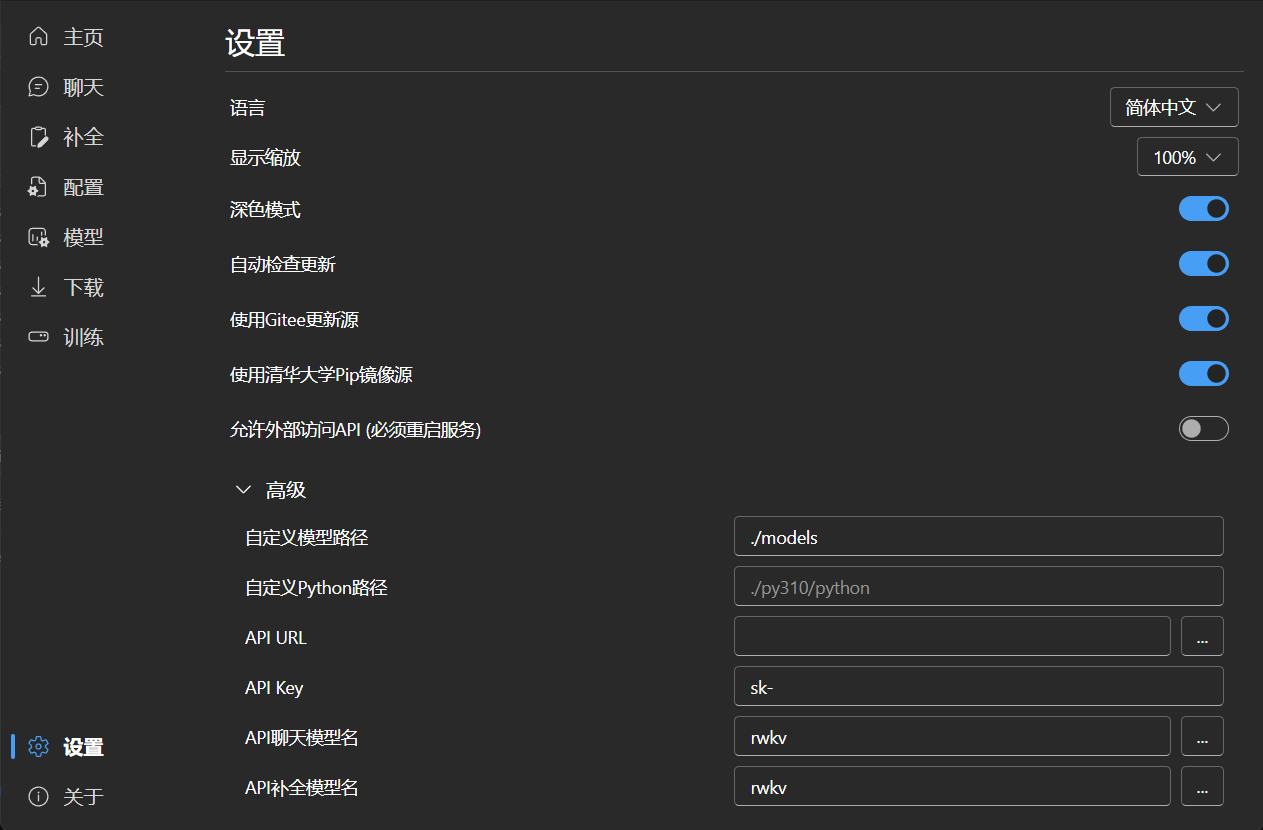 主页
聊天
补全
配置
模型
下载
训练
设置
关于
设置
语言
简体中文
显示缩放
100%
深色模式
自动检查更新
使用Gitee更新源
使用清华大学Pip镜像源
允许外部访问API (必须重启服务)
高级
自定义模型路径
./models
自定义Python路径
./py310/python
API URL
...
API Key
sk-
API聊天模型名
rwkv
...
API补全模型名
rwkv
...